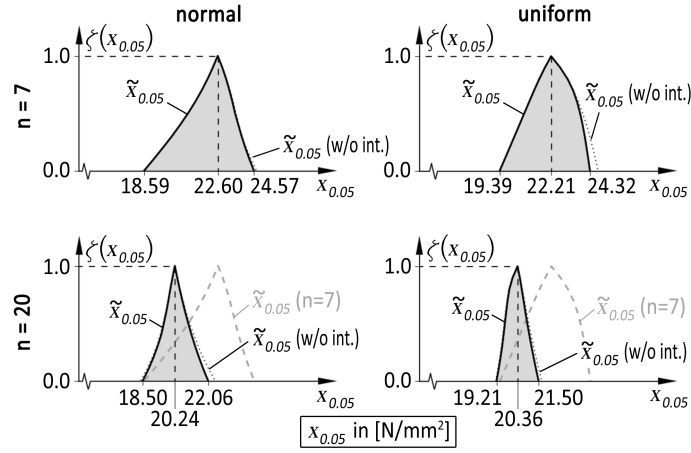 normal
uniform
n = 7
ζ(x₀.₀₅)
1.0
x̃₀.₀₅
x̃₀.₀₅ (w/o int.)
0.0
18.59 22.60 24.57 x₀.₀₅
ζ(x₀.₀₅)
1.0
x̃₀.₀₅
x̃₀.₀₅ (w/o int.)
0.0
19.39 22.21 24.32 x₀.₀₅
n = 20
ζ(x₀.₀₅)
1.0
x̃₀.₀₅ (n=7)
x̃₀.₀₅
x̃₀.₀₅ (w/o int.)
0.0
18.50 22.06 x₀.₀₅
20.24
ζ(x₀.₀₅)
1.0
x̃₀.₀₅ (n=7)
x̃₀.₀₅
x̃₀.₀₅ (w/o int.)
0.0
19.21 21.50 x₀.₀₅
20.36
x₀.₀₅ in [N/mm²]